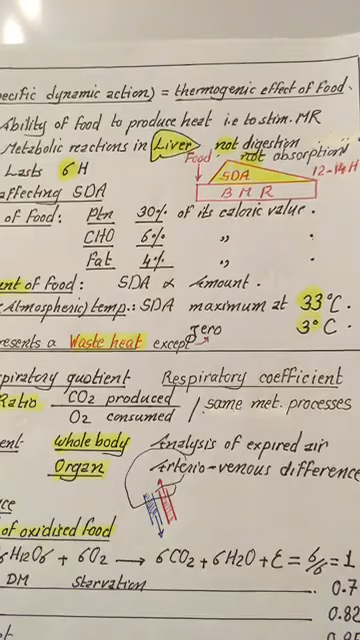 ecific dynamic action) = thermogenic effect of food.
Ability of food to produce heat i.e to stim. MR
Metabolic reactions in Liver not digestion
not absorption
Lasts 6 H
Food
SDA
12-14H
B M R
affecting SDA
of food: Ptn 30% of its caloric value.
CHO 6% ,, .
Fat 4% ,, .
unt of food: SDA ∝ Amount.
(Atmospheric) temp.: SDA maximum at 33°C.
zero 3°C.
resents a Waste heat except
piratory quotient Respiratory coefficient
Ratio CO2 produced / same met. processes
O2 consumed
ent whole body Analysis of expired air
Organ Arterio-venous difference
ce
of oxidised food
6H12O6 + 6O2 → 6CO2 + 6H2O + E = 6/6 = 1
DM Starvation 0.7
0.82